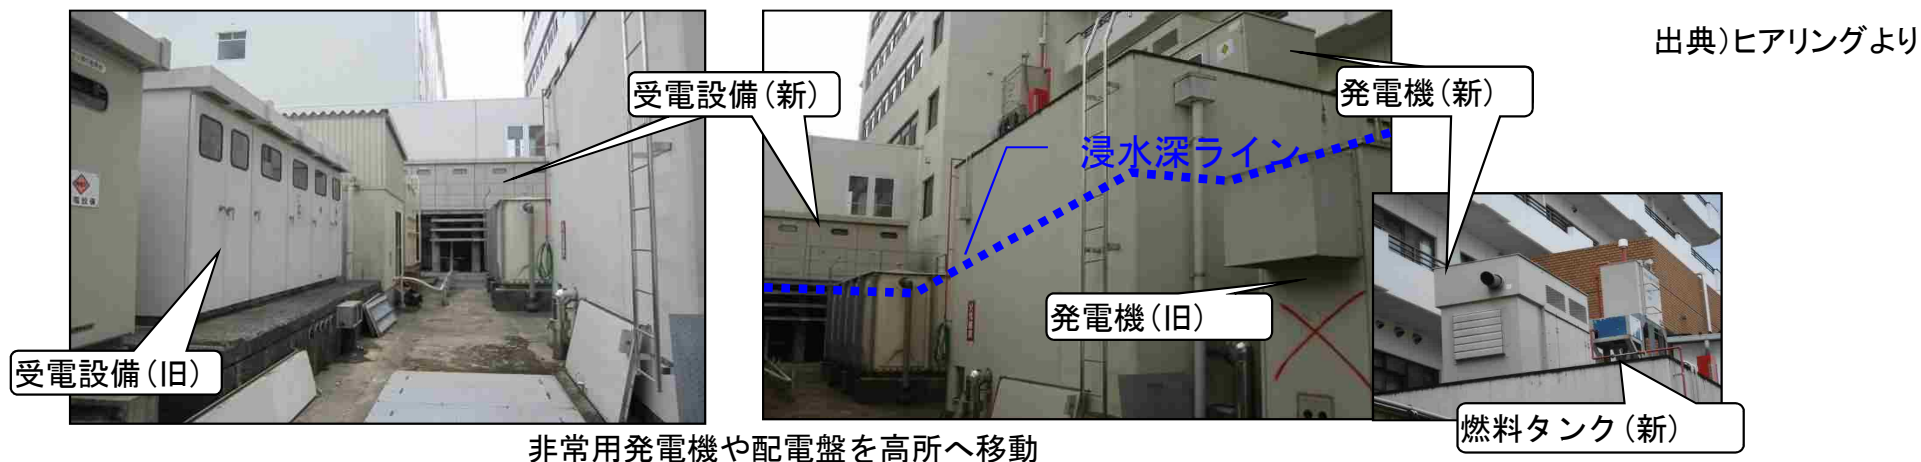 出典）ヒアリングより
受電設備（新）
発電機（新）
浸水深ライン
発電機（旧）
受電設備（旧）
燃料タンク（新）
非常用発電機や配電盤を高所へ移動